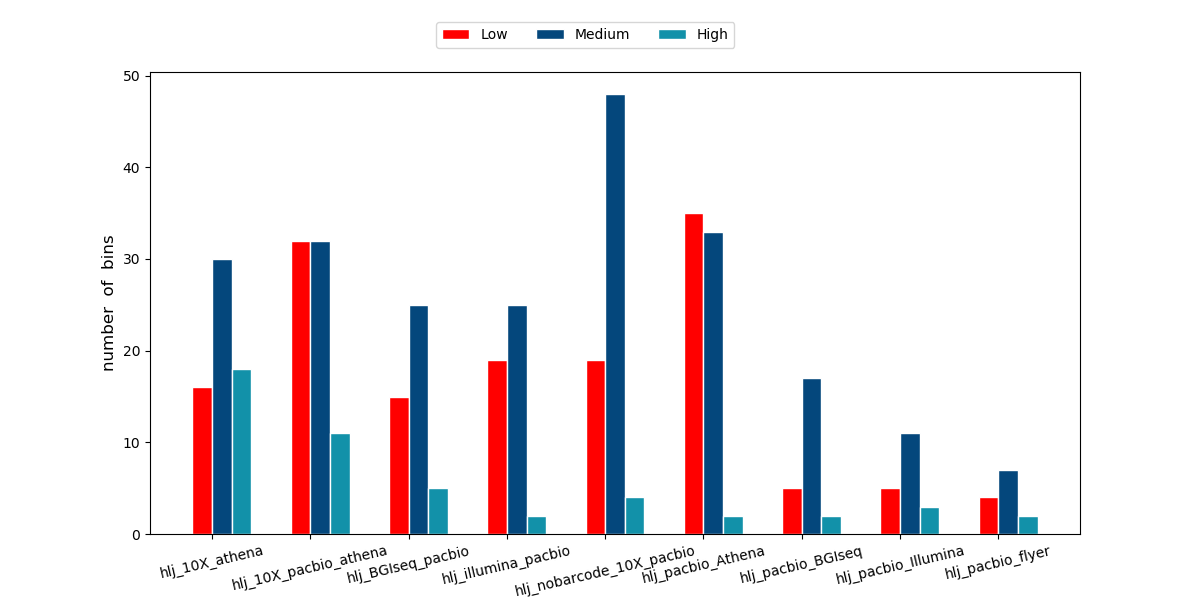 Low Medium High
number of bins
50
40
30
20
10
0
hlj_10X_athena
hlj_10X_pacbio_athena
hlj_BGIseq_pacbio
hlj_illumina_pacbio
hlj_nobarcode_10X_pacbio
hlj_pacbio_Athena
hlj_pacbio_BGIseq
hlj_pacbio_Illumina
hlj_pacbio_flyer